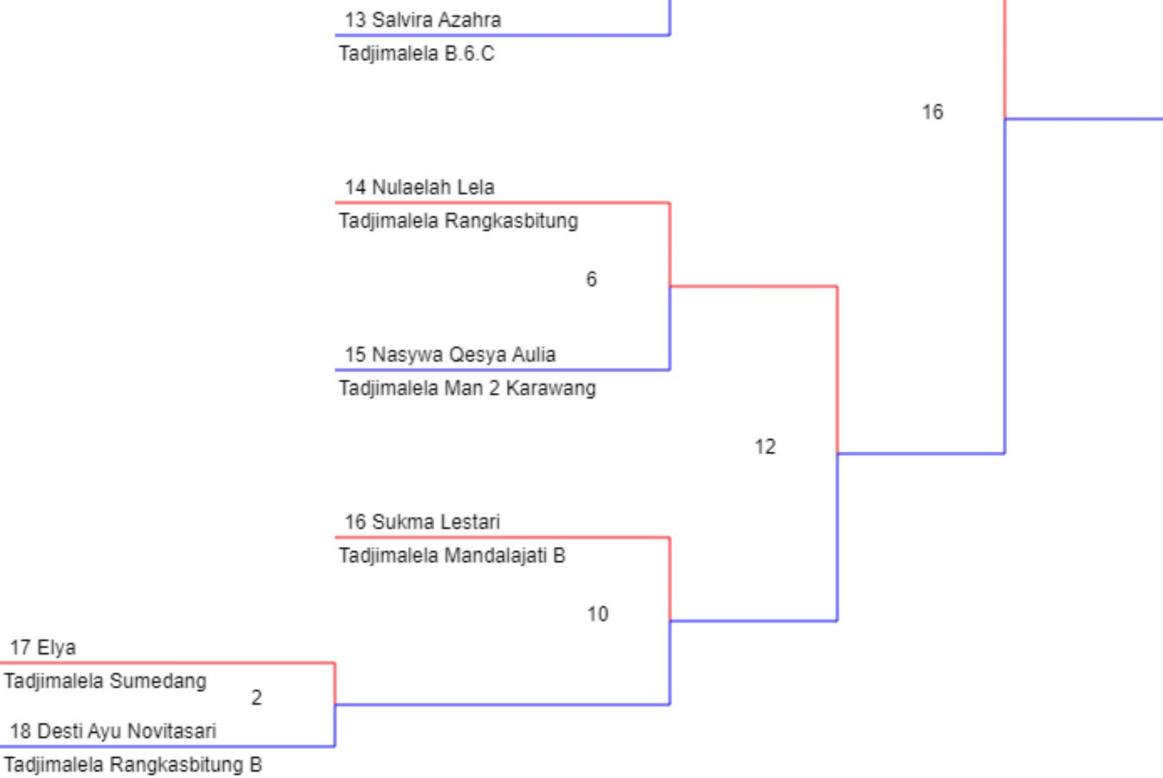 13 Salvira Azahra
Tadjimalela B.6.C
16
14 Nulaelah Lela
Tadjimalela Rangkasbitung
6
15 Nasywa Qesya Aulia
Tadjimalela Man 2 Karawang
12
16 Sukma Lestari
Tadjimalela Mandalajati B
10
17 Elya
Tadjimalela Sumedang
2
18 Desti Ayu Novitasari
Tadjimalela Rangkasbitung B